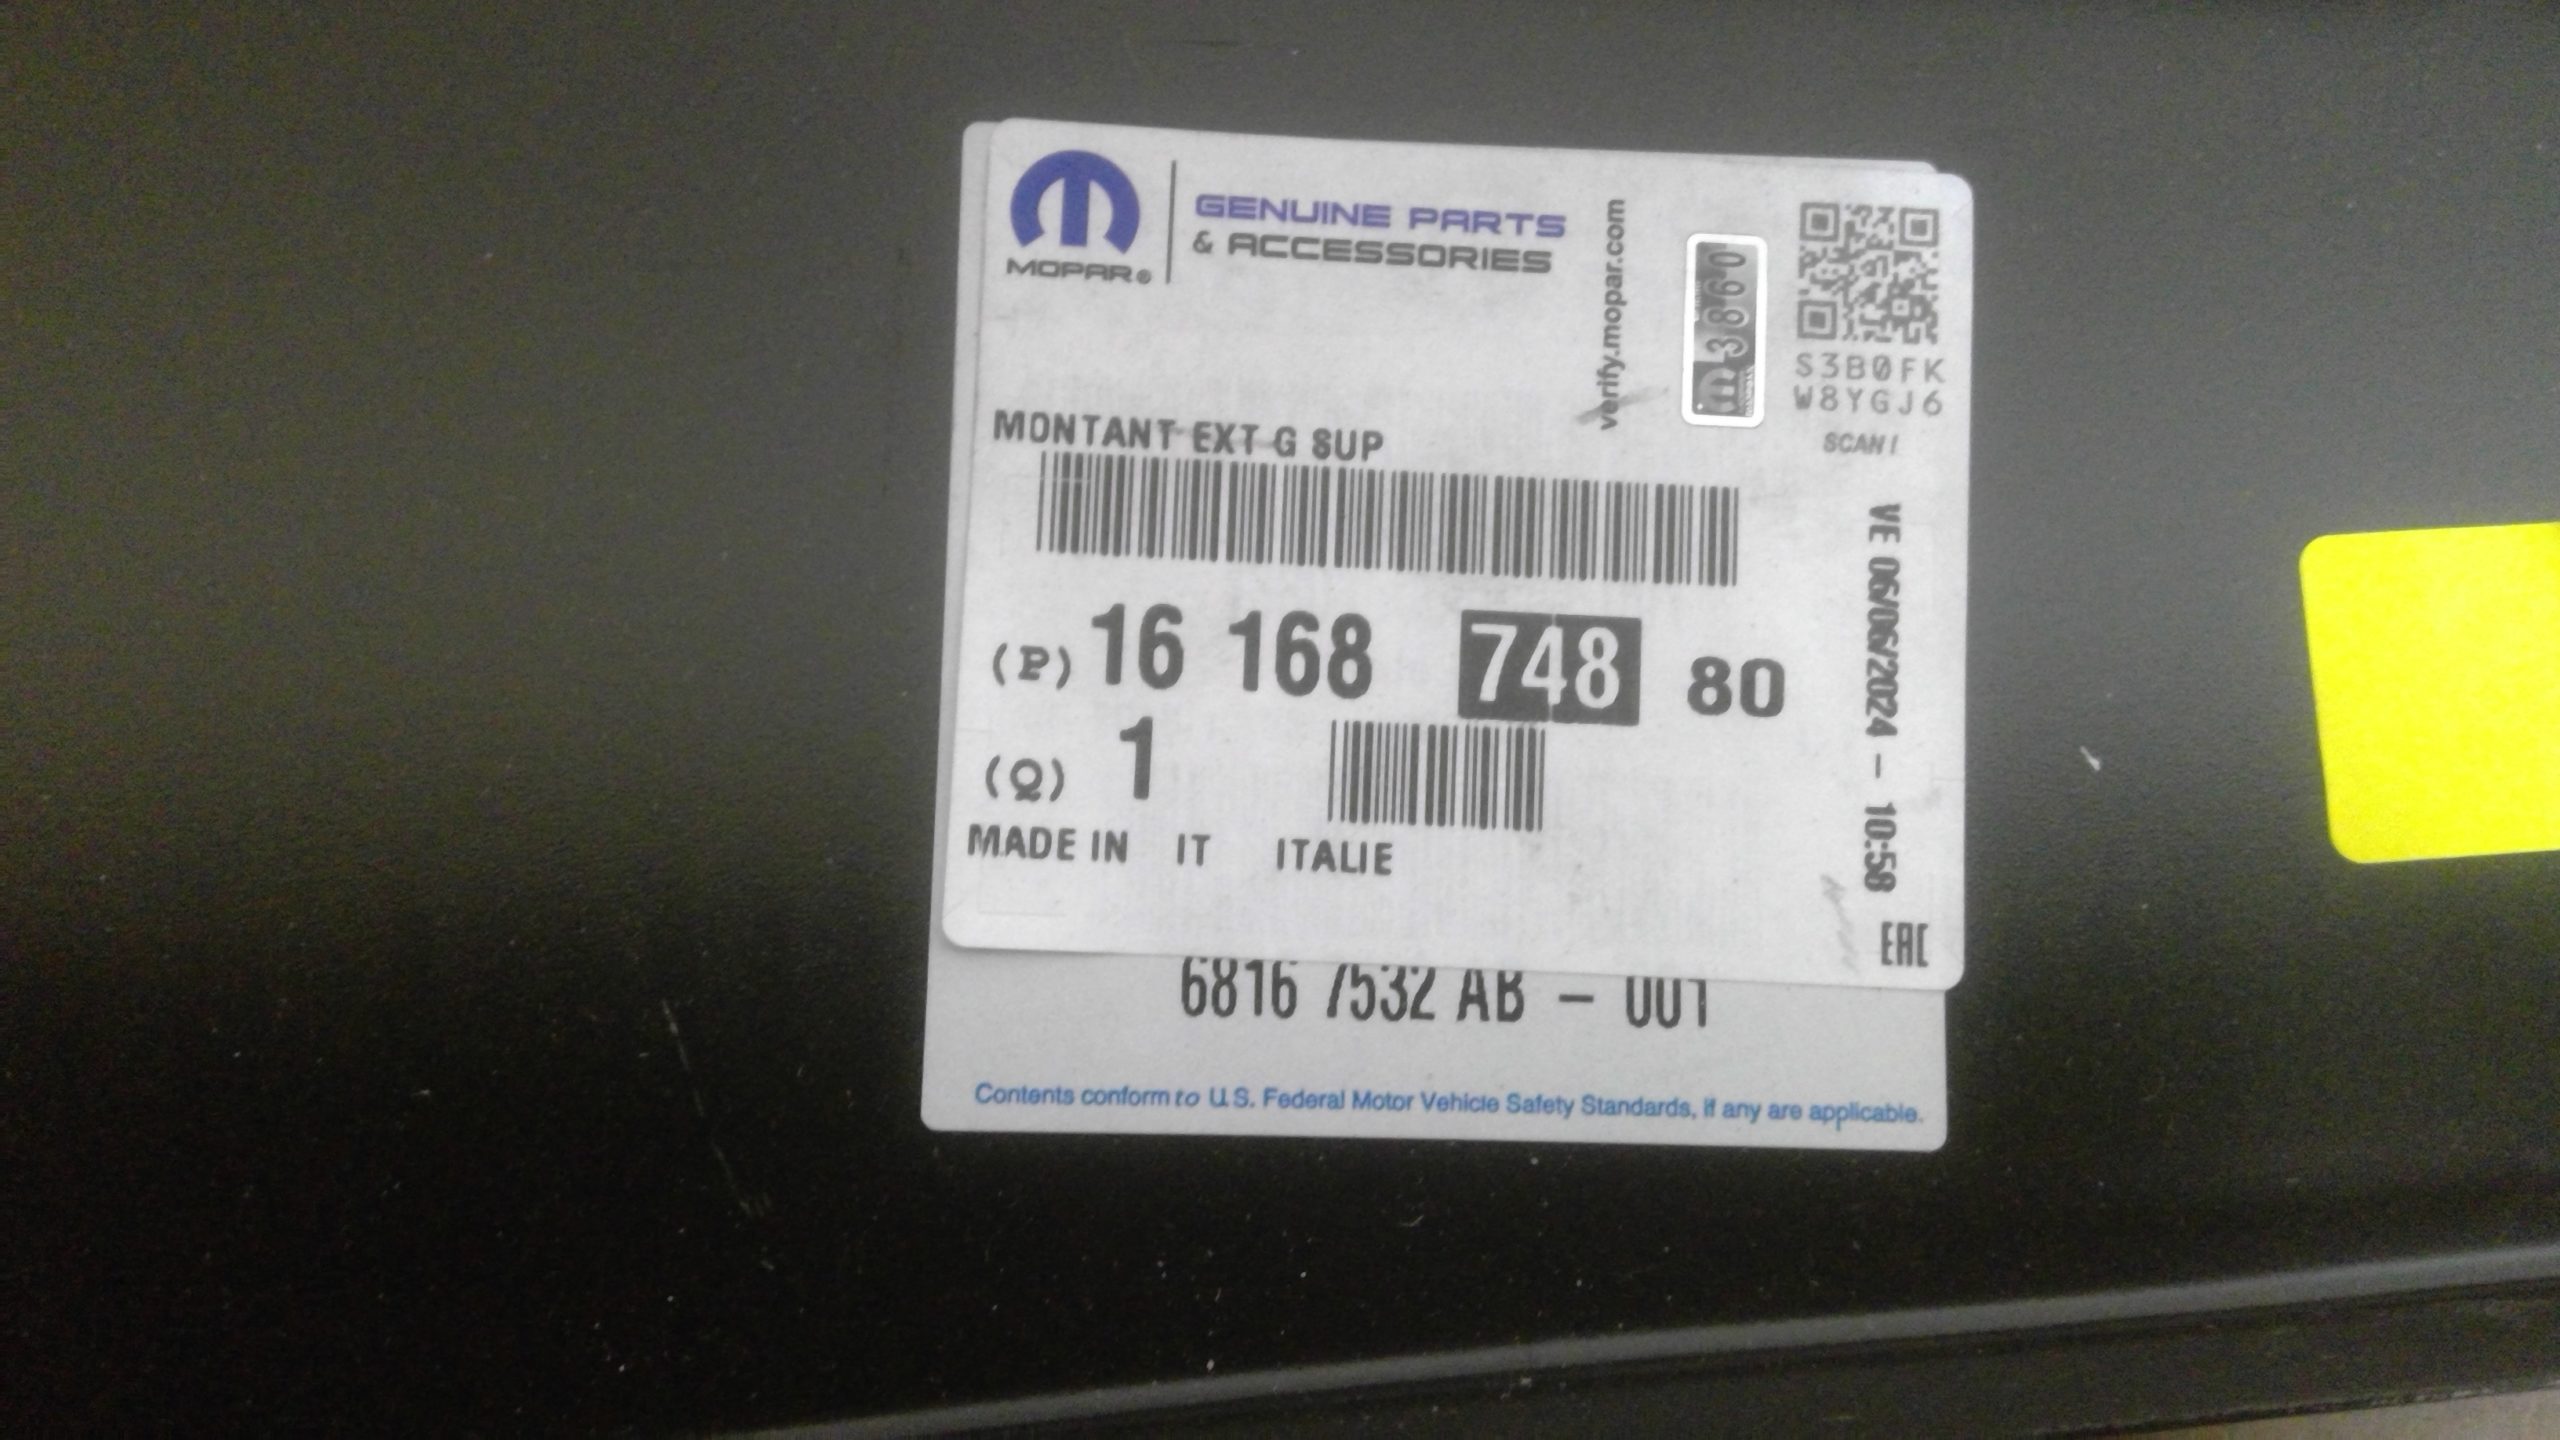 MOPAR®
GENUINE PARTS
& ACCESSORIES
verify.mopar.com
3860
S3B0FK
W8YGJ6
SCAN!
MONTANT EXT G SUP
(P) 16 168 748 80
(Q) 1
MADE IN IT ITALIE
VE 06/06/2024 - 10:58
EAC
6816 7532 AB - 001
Contents conform to U.S. Federal Motor Vehicle Safety Standards, if any are applicable.